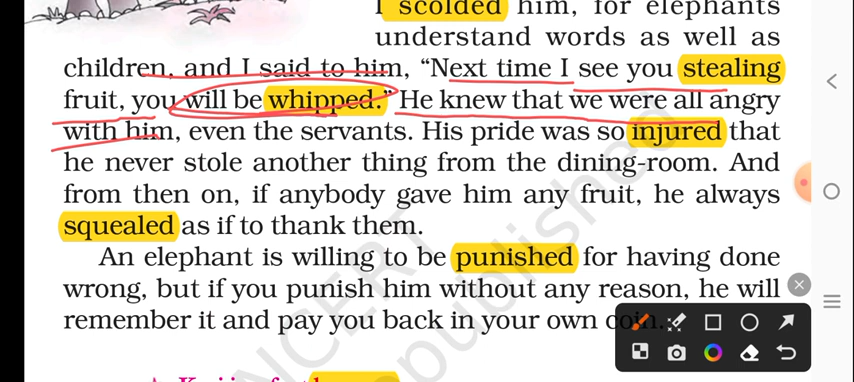 I scolded him, for elephants
understand words as well as
children, and I said to him, “Next time I see you stealing
fruit, you will be whipped.” He knew that we were all angry
with him, even the servants. His pride was so injured that
he never stole another thing from the dining-room. And
from then on, if anybody gave him any fruit, he always
squealed as if to thank them.
An elephant is willing to be punished for having done
wrong, but if you punish him without any reason, he will
remember it and pay you back in your own coin.
NCERT
published